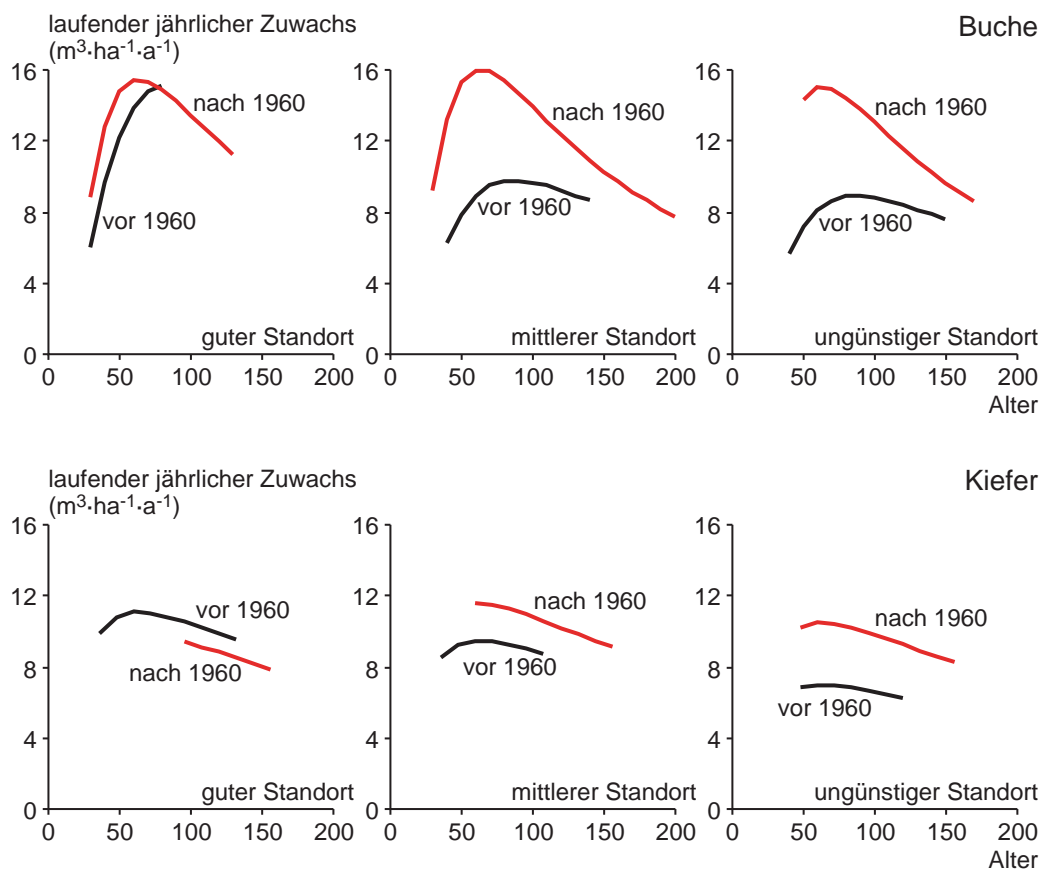 laufender jährlicher Zuwachs
(m³·ha⁻¹·a⁻¹)
Buche
16
12
8
4
0
nach 1960
vor 1960
guter Standort
0 50 100 150 200
16
12
8
4
0
nach 1960
vor 1960
mittlerer Standort
0 50 100 150 200
16
12
8
4
0
nach 1960
vor 1960
ungünstiger Standort
0 50 100 150 200
Alter
laufender jährlicher Zuwachs
(m³·ha⁻¹·a⁻¹)
Kiefer
16
12
8
4
0
vor 1960
nach 1960
guter Standort
0 50 100 150 200
16
12
8
4
0
nach 1960
vor 1960
mittlerer Standort
0 50 100 150 200
16
12
8
4
0
nach 1960
vor 1960
ungünstiger Standort
0 50 100 150 200
Alter